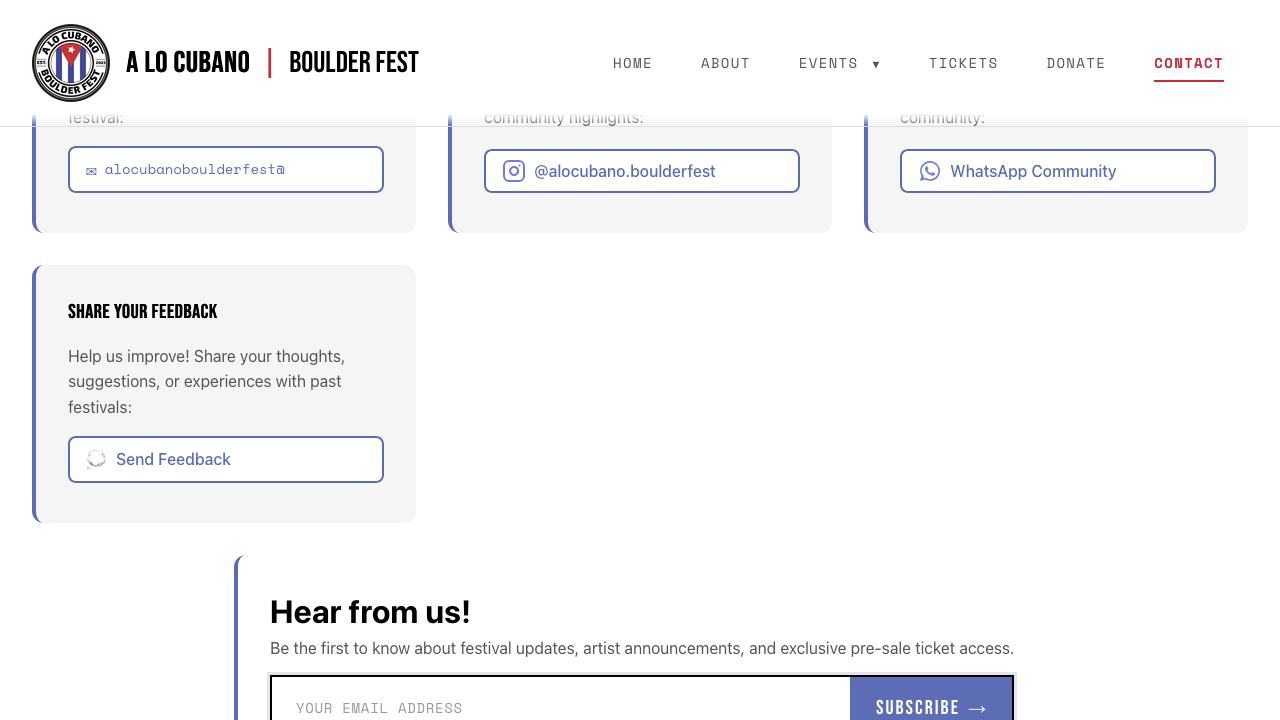 A LO CUBANO
BOULDER FEST
EST.
2023
A LO CUBANO | BOULDER FEST
HOME
ABOUT
EVENTS ▼
TICKETS
DONATE
CONTACT
festival:
community highlights:
community:
✉ alocubanoboulderfest@
@alocubano.boulderfest
WhatsApp Community
SHARE YOUR FEEDBACK
Help us improve! Share your thoughts,
suggestions, or experiences with past
festivals:
Send Feedback
Hear from us!
Be the first to know about festival updates, artist announcements, and exclusive pre-sale ticket access.
YOUR EMAIL ADDRESS
SUBSCRIBE →